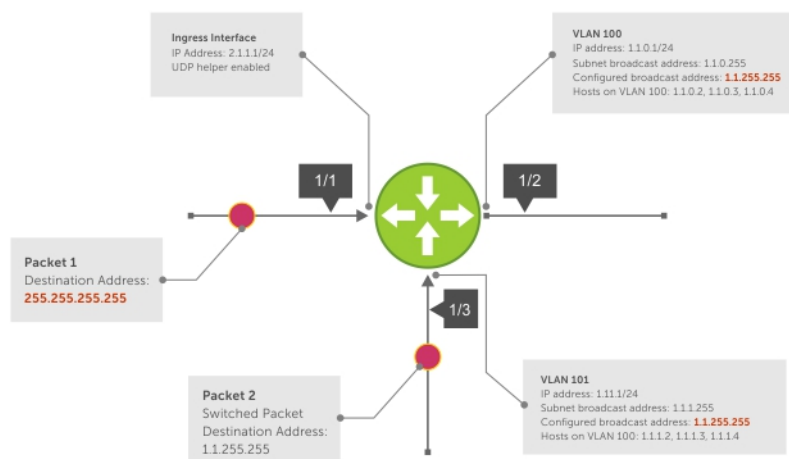 Ingress Interface
IP Address: 2.1.1.1/24
UDP helper enabled
VLAN 100
IP address: 1.1.0.1/24
Subnet broadcast address: 1.1.0.255
Configured broadcast address: 1.1.255.255
Hosts on VLAN 100: 1.1.0.2, 1.1.0.3, 1.1.0.4
1/1
1/2
Packet 1
Destination Address:
255.255.255.255
1/3
Packet 2
Switched Packet
Destination Address:
1.1.255.255
VLAN 101
IP address: 1.11.1/24
Subnet broadcast address: 1.1.1.255
Configured broadcast address: 1.1.255.255
Hosts on VLAN 100: 1.1.1.2, 1.1.1.3, 1.1.1.4